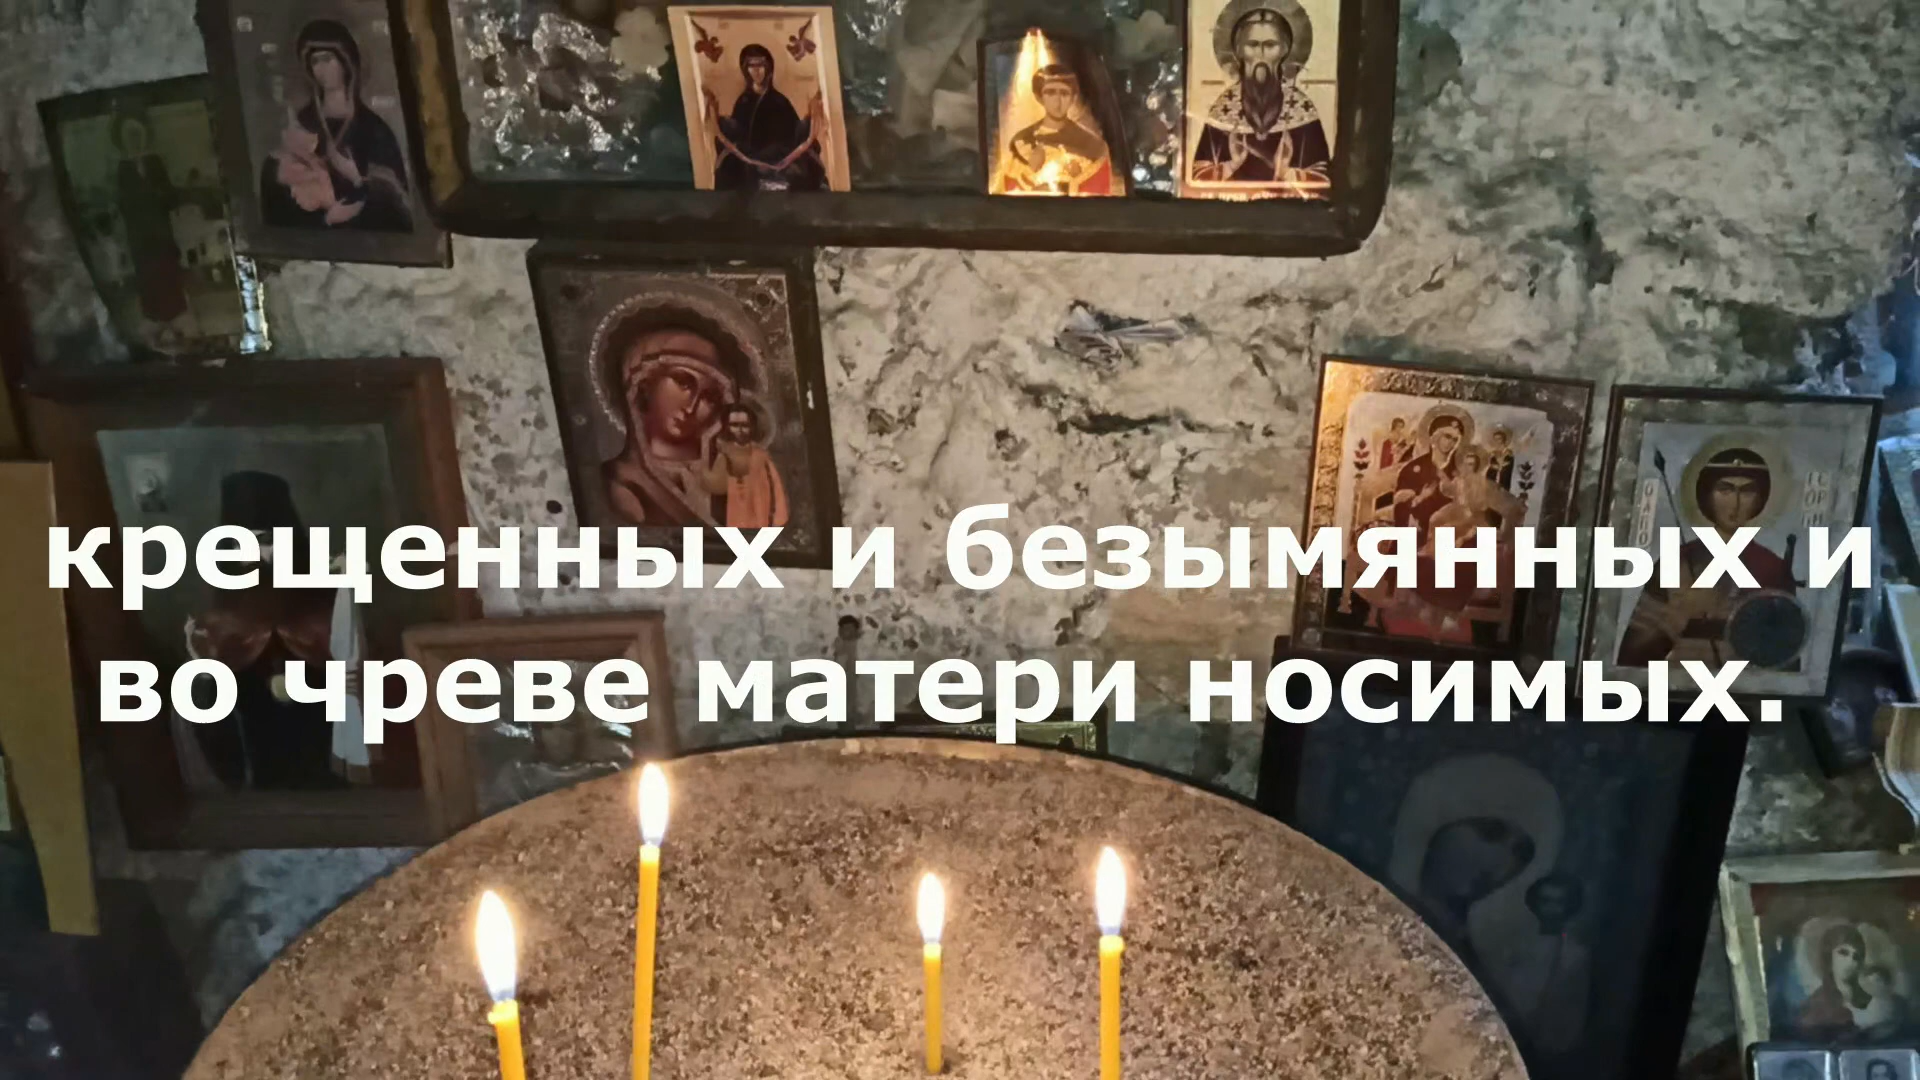 крещенных и безымянных и
во чреве матери носимых.